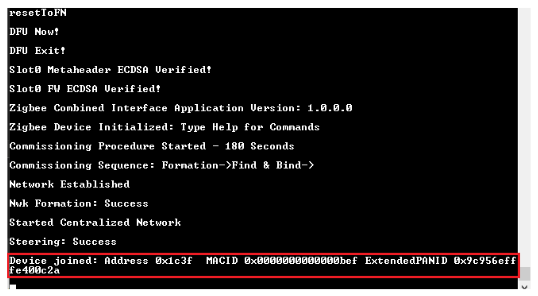 resetToFN
DFU Now!
DFU Exit!
Slot0 Metaheader ECDSA Verified!
Slot0 FW ECDSA Verified!
Zigbee Combined Interface Application Version: 1.0.0.0
Zigbee Device Initialized: Type Help for Commands
Commissioning Procedure Started - 180 Seconds
Commissioning Sequence: Formation->Find & Bind->
Network Established
Nwk Formation: Success
Started Centralized Network
Steering: Success
Device joined: Address 0x1c3f  MACID 0x0000000000000bef ExtendedPANID 0x9c956eff
fe400c2a